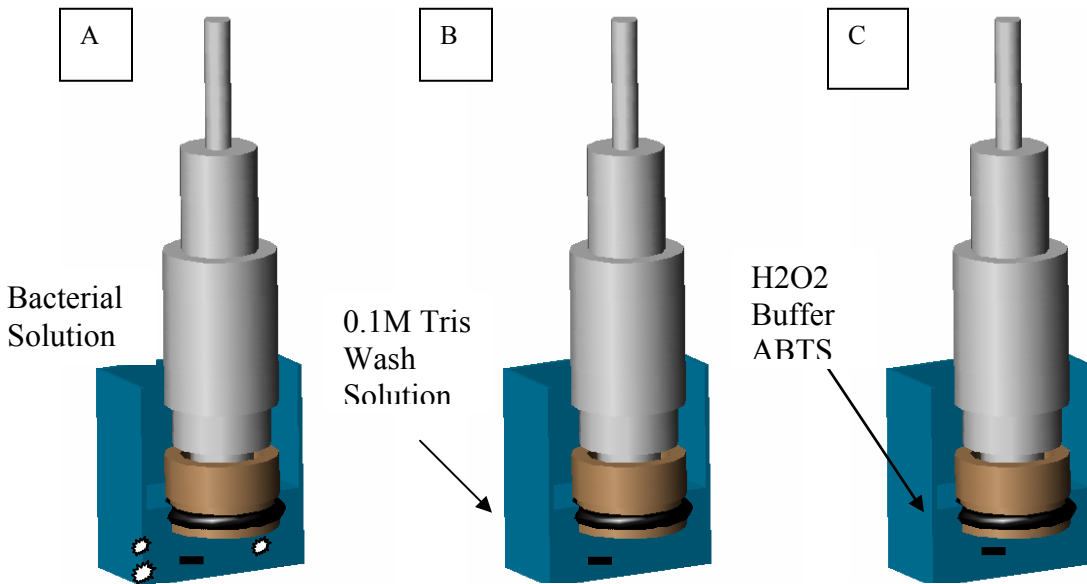 A
B
C
Bacterial
Solution
0.1M Tris
Wash
Solution
H2O2
Buffer
ABTS